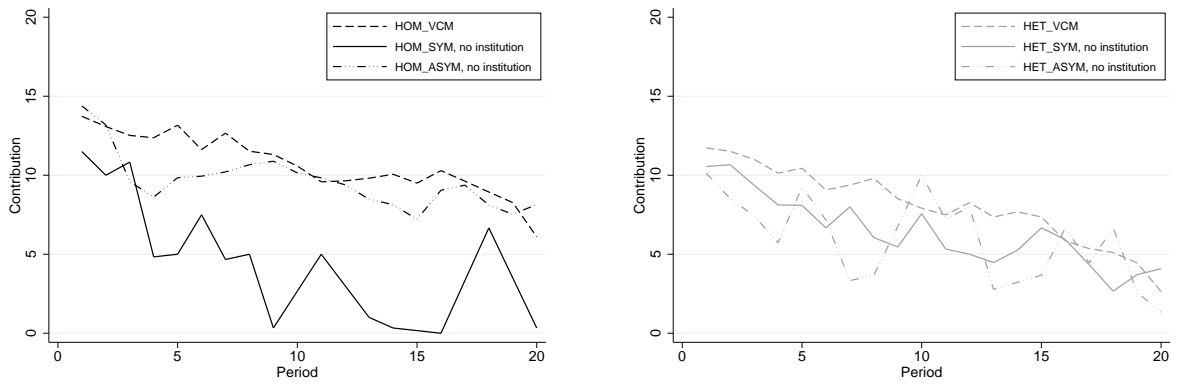 HOM_VCM
HOM_SYM, no institution
HOM_ASYM, no institution
20
15
10
5
0
Contribution
0 5 10 15 20
Period
HET_VCM
HET_SYM, no institution
HET_ASYM, no institution
20
15
10
5
0
Contribution
0 5 10 15 20
Period